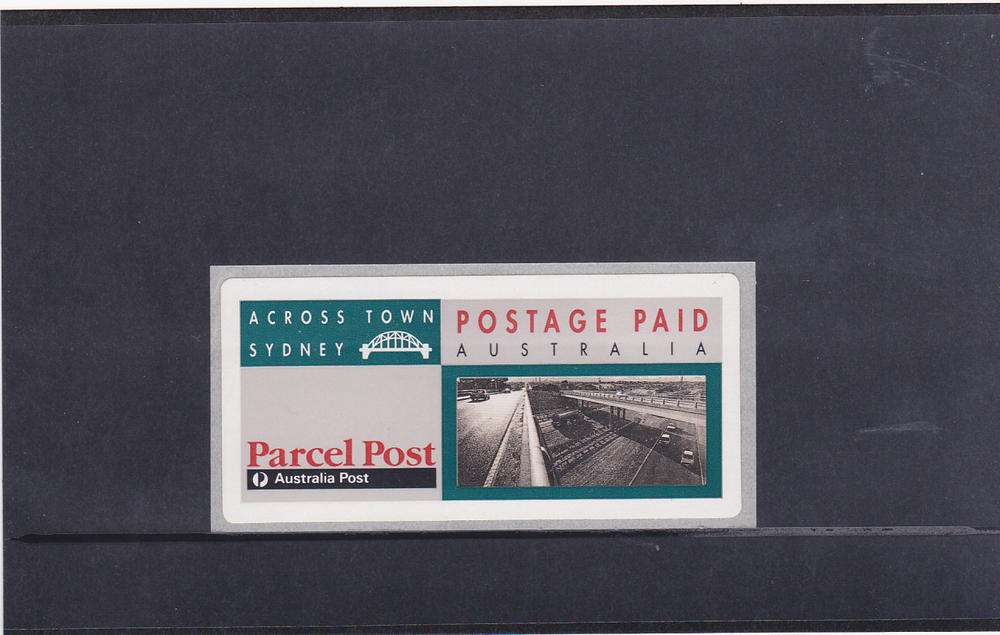 ACROSS TOWN
SYDNEY
POSTAGE PAID
AUSTRALIA
Parcel Post
Australia Post